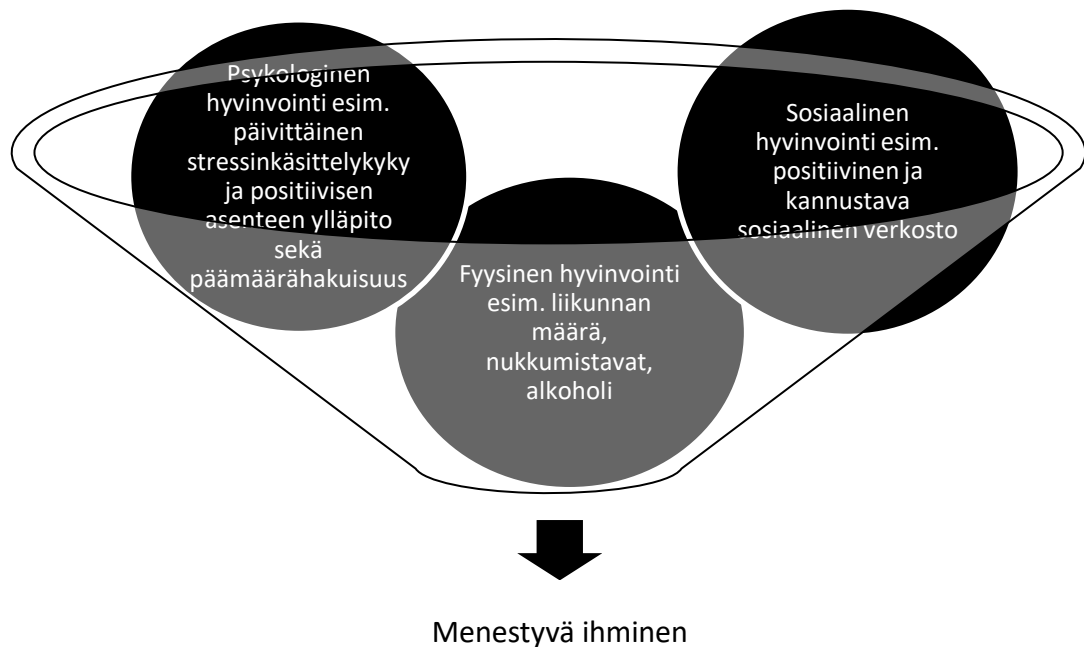 Psykologinen
hyvinvointi esim.
päivittäinen
stressinkäsittelykyky
ja positiivisen
asenteen ylläpito
sekä
päämäärähakuisuus
Sosiaalinen
hyvinvointi esim.
positiivinen ja
kannustava
sosiaalinen verkosto
Fyysinen hyvinvointi
esim. liikunnan
määrä,
nukkumistavat,
alkoholi
Menestyvä ihminen